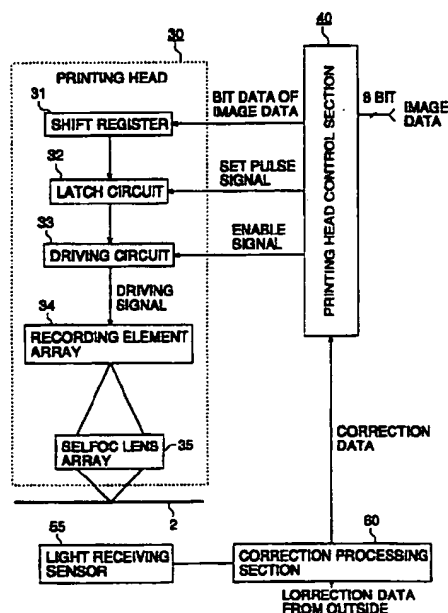 30
40
PRINTING HEAD
31
SHIFT REGISTER
BIT DATA OF
IMAGE DATA
8 BIT
IMAGE
DATA
32
LATCH CIRCUIT
SET PULSE
SIGNAL
33
DRIVING CIRCUIT
ENABLE
SIGNAL
PRINTING HEAD CONTROL SECTION
DRIVING
SIGNAL
34
RECORDING ELEMENT
ARRAY
SELFOC LENS
ARRAY
35
CORRECTION
DATA
2
55
LIGHT RECEIVING
SENSOR
60
CORRECTION PROCESSING
SECTION
LORRECTION DATA
FROM OUTSIDE